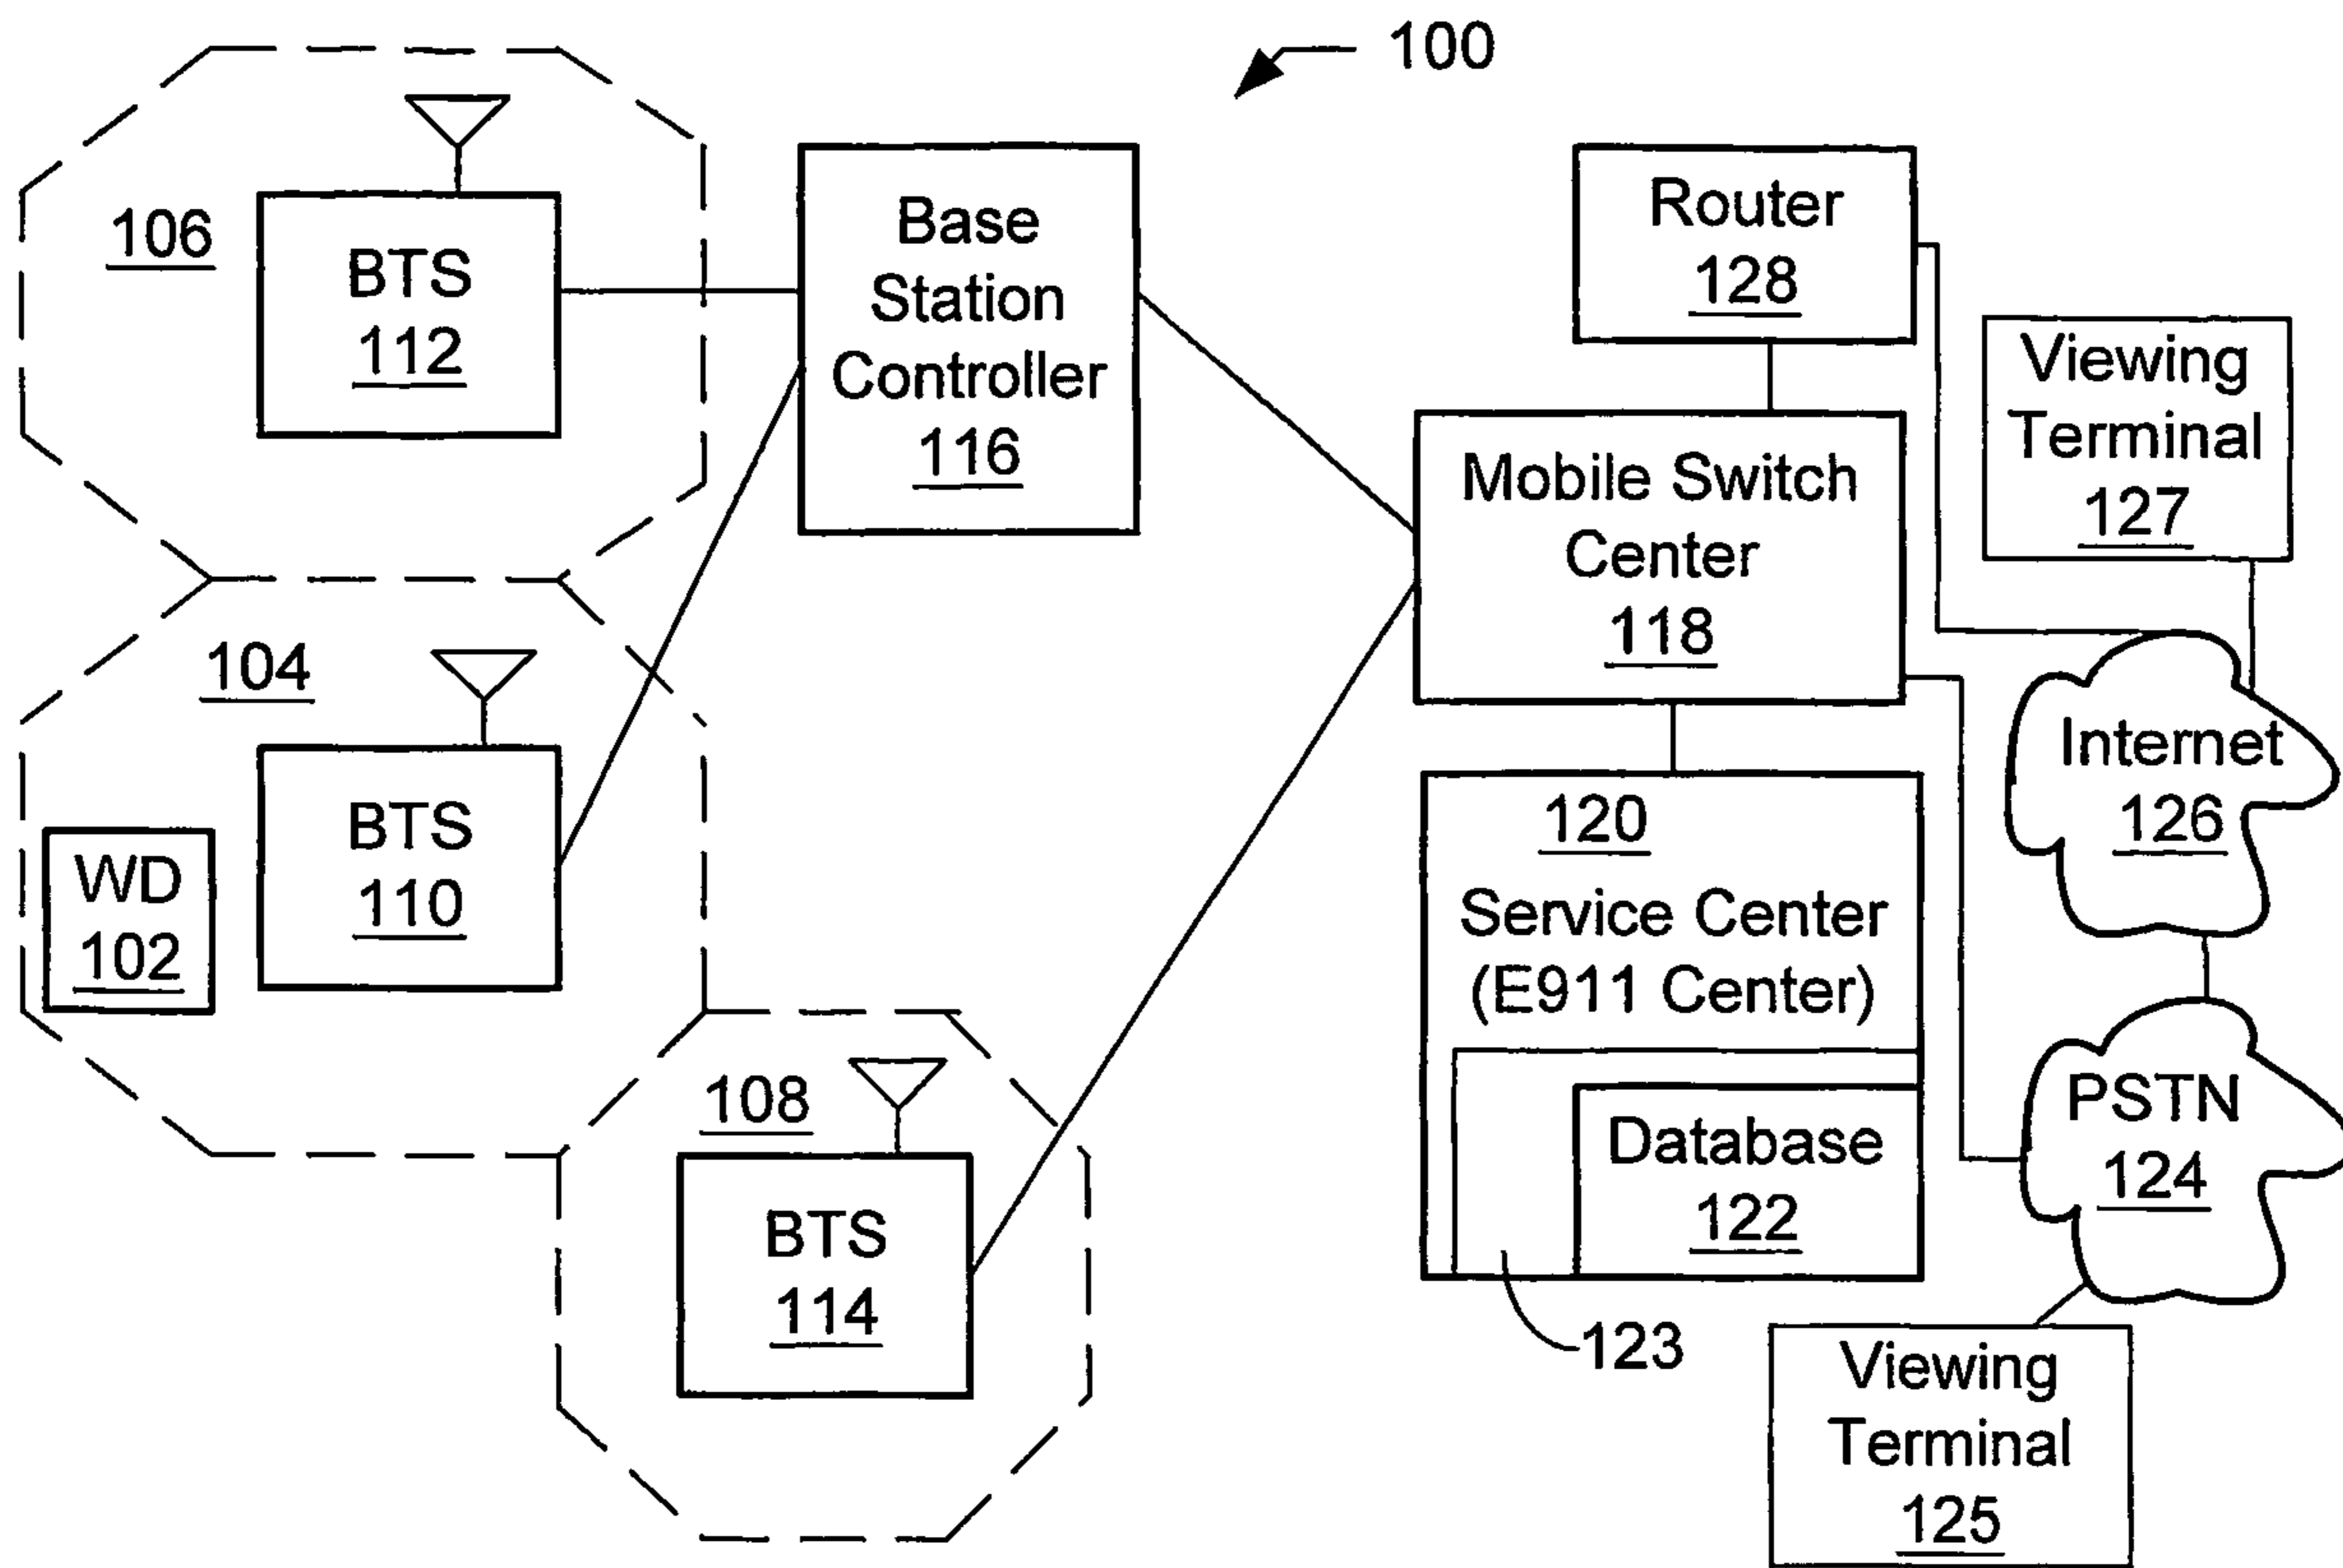 100
106
BTS
112
Base
Station
Controller
116
Router
128
Viewing
Terminal
127
Mobile Switch
Center
118
104
BTS
110
WD
102
Internet
126
120
Service Center
(E911 Center)
Database
122
123
PSTN
124
108
BTS
114
Viewing
Terminal
125